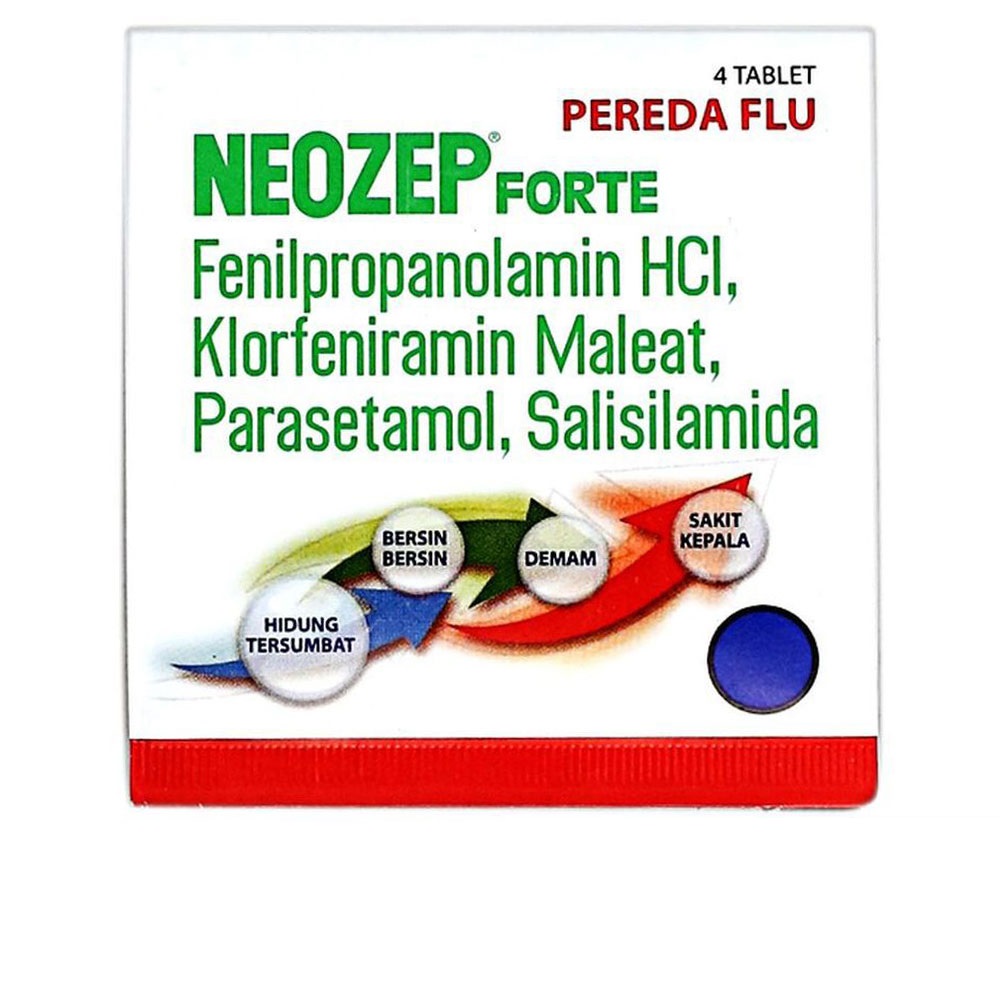 4 TABLET
PEREDA FLU
NEOZEP® FORTE
Fenilpropanolamin HCl,
Klorfeniramin Maleat,
Parasetamol, Salisilamida
HIDUNG
TERSUMBAT
BERSIN
BERSIN
DEMAM
SAKIT
KEPALA